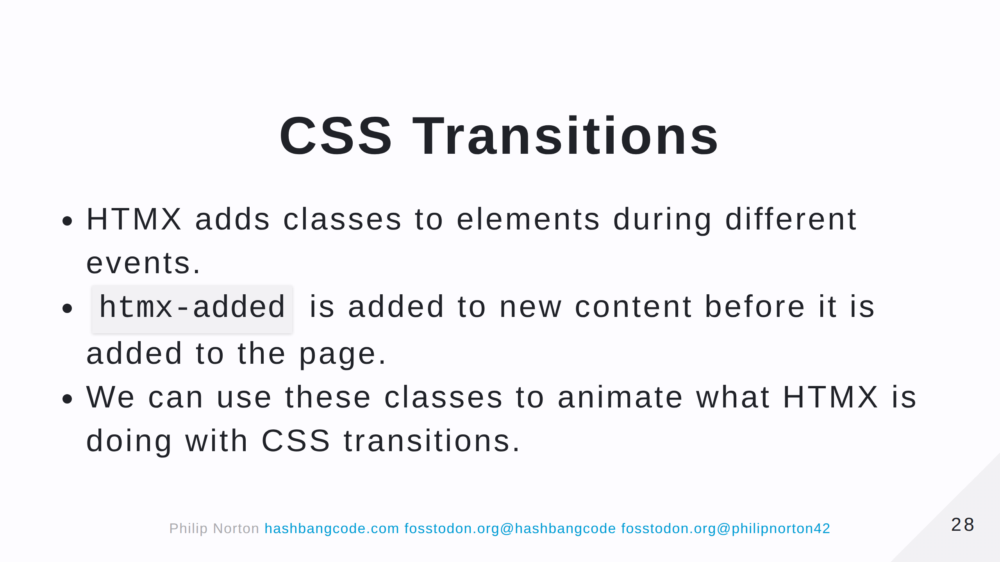 CSS Transitions
• HTMX adds classes to elements during different
events.
• htmx-added is added to new content before it is
added to the page.
• We can use these classes to animate what HTMX is
doing with CSS transitions.
Philip Norton hashbangcode.com fosstodon.org@hashbangcode fosstodon.org@philipnorton42
28